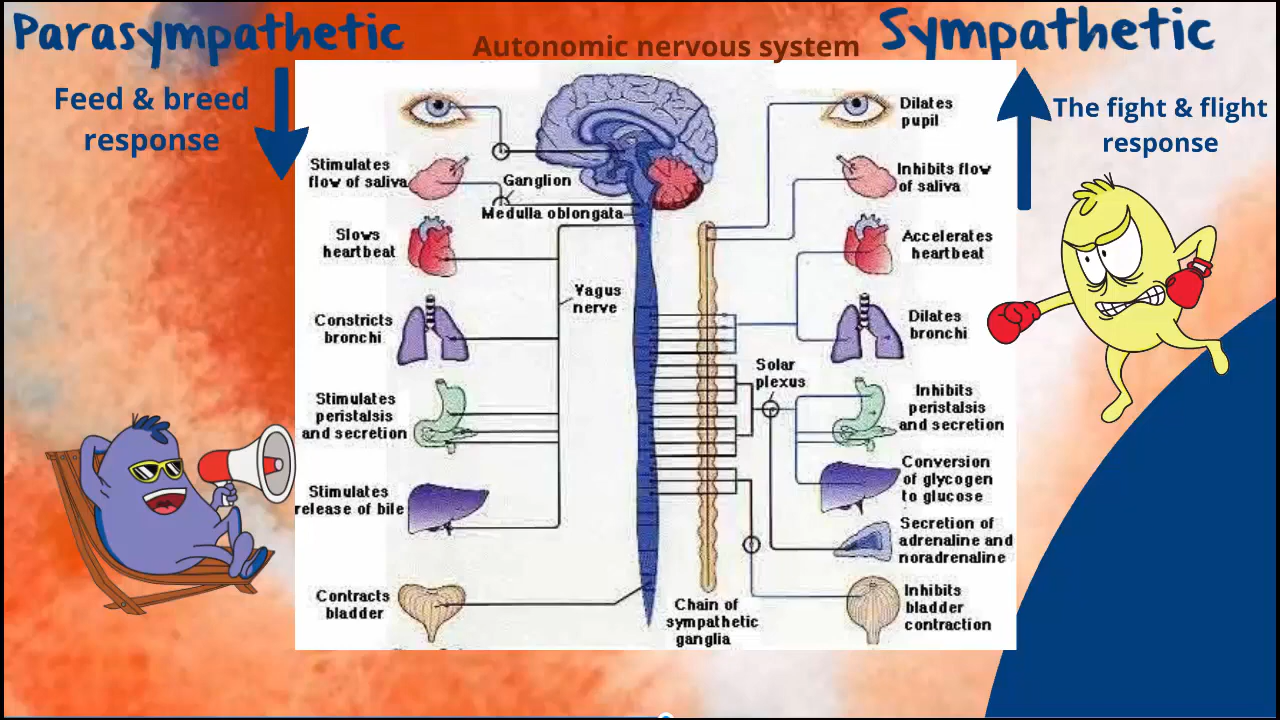 Parasympathetic
Feed & breed
response
Autonomic nervous system
Sympathetic
The fight & flight
response
Stimulates
flow of saliva
Slows
heartbeat
Constricts
bronchi
Stimulates
peristalsis
and secretion
Stimulates
release of bile
Contracts
bladder
Ganglion
Medulla oblongata
Vagus
nerve
Solar
plexus
Chain of
sympathetic
ganglia
Dilates
pupil
Inhibits flow
of saliva
Accelerates
heartbeat
Dilates
bronchi
Inhibits
peristalsis
and secretion
Conversion
of glycogen
to glucose
Secretion of
adrenaline and
noradrenaline
Inhibits
bladder
contraction